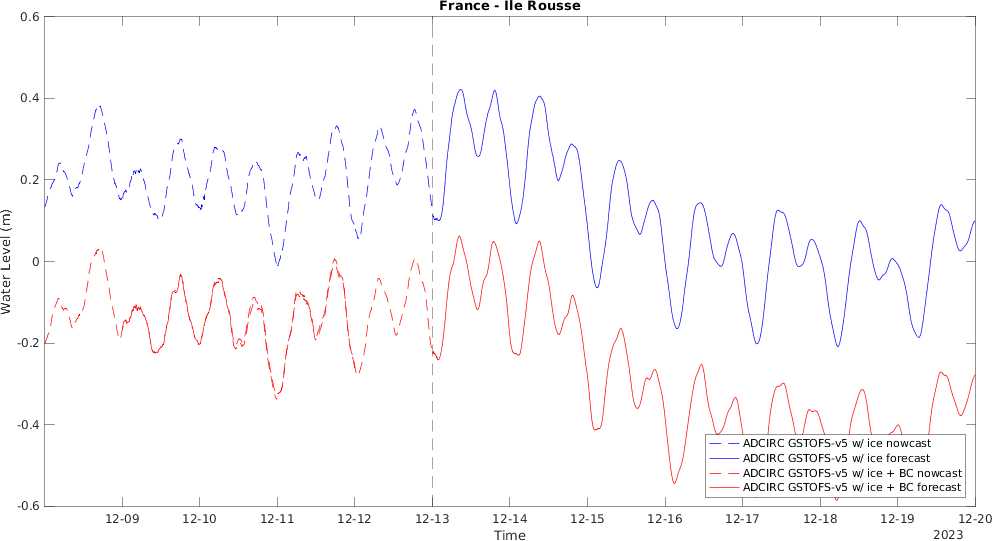 France - Ile Rousse
0.6
0.4
0.2
0
-0.2
-0.4
-0.6
Water Level (m)
ADCIRC GSTOFS-v5 w/ ice nowcast
ADCIRC GSTOFS-v5 w/ ice forecast
ADCIRC GSTOFS-v5 w/ ice + BC nowcast
ADCIRC GSTOFS-v5 w/ ice + BC forecast
12-09 12-10 12-11 12-12 12-13 12-14 12-15 12-16 12-17 12-18 12-19 12-20
Time
2023